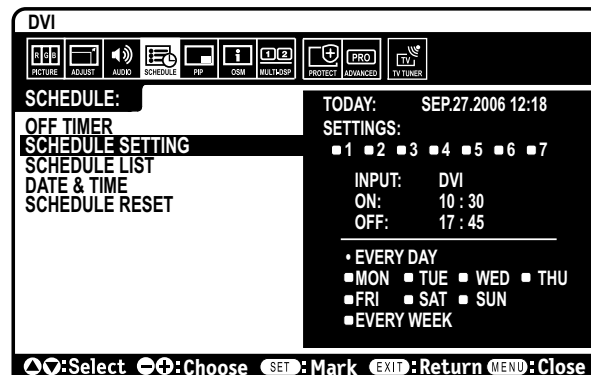 DVI
RGB
PICTURE ADJUST AUDIO SCHEDULE PIP OSM MULTI-DSP PROTECT ADVANCED TV TUNER
i 1 2 PRO TV
SCHEDULE:
OFF TIMER
SCHEDULE SETTING
SCHEDULE LIST
DATE & TIME
SCHEDULE RESET
TODAY: SEP.27.2006 12:18
SETTINGS:
1 2 3 4 5 6 7
INPUT: DVI
ON: 10 : 30
OFF: 17 : 45
• EVERY DAY
MON TUE WED THU
FRI SAT SUN
EVERY WEEK
:Select :Choose SET :Mark EXIT :Return MENU :Close